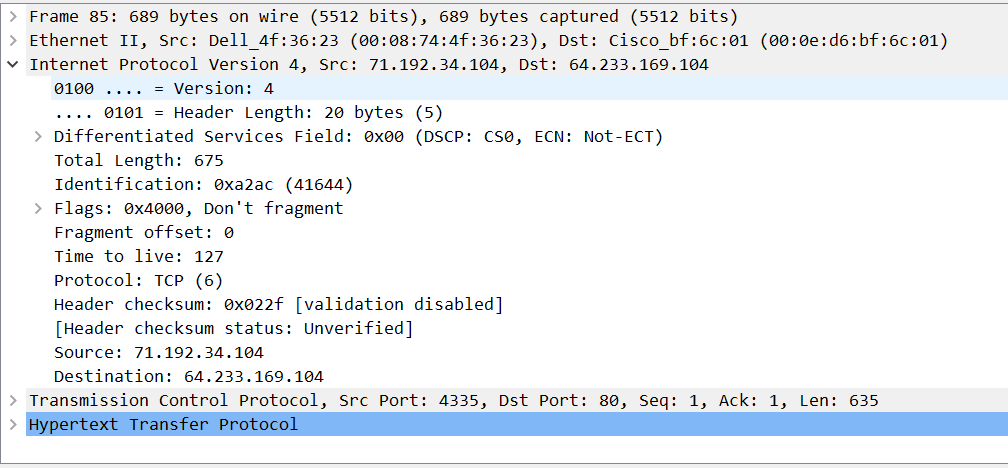 Frame 85: 689 bytes on wire (5512 bits), 689 bytes captured (5512 bits)
Ethernet II, Src: Dell_4f:36:23 (00:08:74:4f:36:23), Dst: Cisco_bf:6c:01 (00:0e:d6:bf:6c:01)
Internet Protocol Version 4, Src: 71.192.34.104, Dst: 64.233.169.104
0100 .... = Version: 4
.... 0101 = Header Length: 20 bytes (5)
Differentiated Services Field: 0x00 (DSCP: CS0, ECN: Not-ECT)
Total Length: 675
Identification: 0xa2ac (41644)
Flags: 0x4000, Don't fragment
Fragment offset: 0
Time to live: 127
Protocol: TCP (6)
Header checksum: 0x022f [validation disabled]
[Header checksum status: Unverified]
Source: 71.192.34.104
Destination: 64.233.169.104
Transmission Control Protocol, Src Port: 4335, Dst Port: 80, Seq: 1, Ack: 1, Len: 635
Hypertext Transfer Protocol